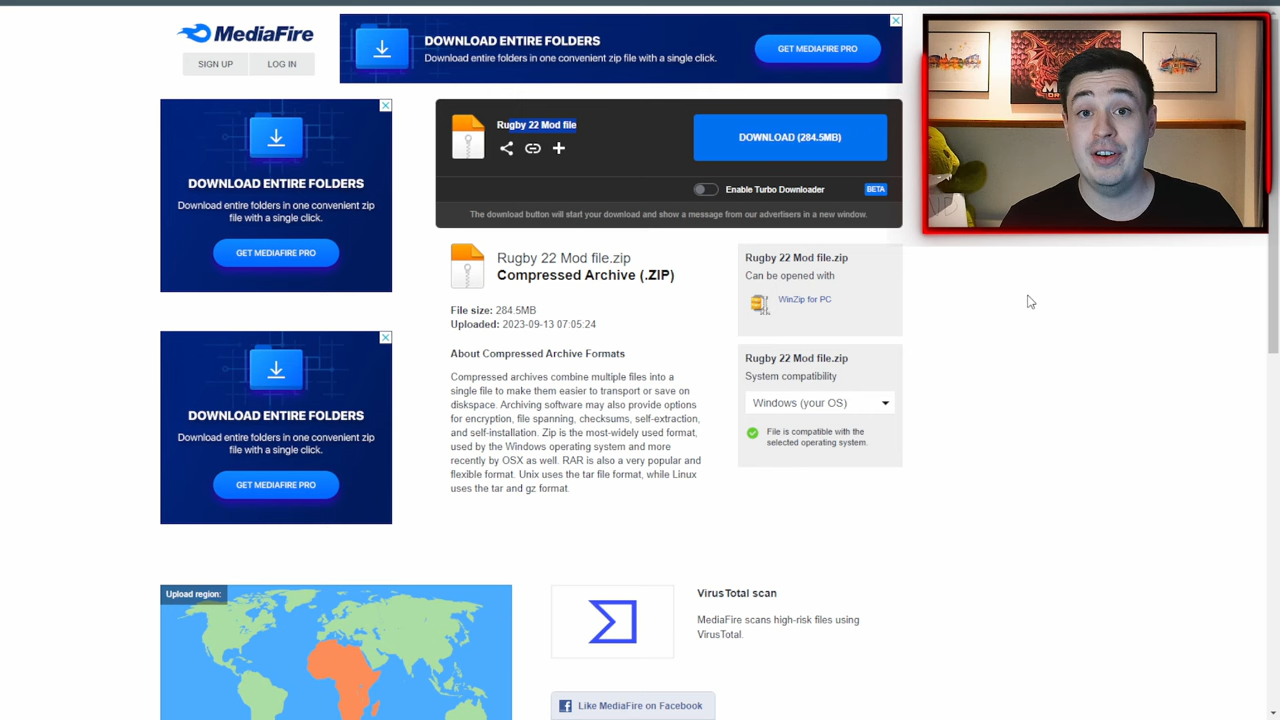 MediaFire
SIGN UP
LOG IN
DOWNLOAD ENTIRE FOLDERS
Download entire folders in one convenient zip file with a single click.
GET MEDIAFIRE PRO
DOWNLOAD ENTIRE FOLDERS
Download entire folders
in one convenient zip
file with a single click.
GET MEDIAFIRE PRO
Rugby 22 Mod file
DOWNLOAD (284.5MB)
Enable Turbo Downloader
BETA
The download button will start your download and show a message from our advertisers in a new window.
Rugby 22 Mod file.zip
Compressed Archive (.ZIP)
File size: 284.5MB
Uploaded: 2023-09-13 07:05:24
About Compressed Archive Formats
Compressed archives combine multiple files into a
single file to make them easier to transport or save on
diskspace. Archiving software may also provide options
for encryption, file spanning, checksums, self-extraction,
and self-installation. Zip is the most-widely used format,
used by the Windows operating system and more
recently by OSX as well. RAR is also a very popular and
flexible format. Unix uses the tar file format, while Linux
uses the tar and gz format.
Rugby 22 Mod file.zip
Can be opened with
WinZip for PC
Rugby 22 Mod file.zip
System compatibility
Windows (your OS)
File is compatible with the
selected operating system.
DOWNLOAD ENTIRE FOLDERS
Download entire folders
in one convenient zip
file with a single click.
GET MEDIAFIRE PRO
Upload region:
VirusTotal scan
MediaFire scans high-risk files using
VirusTotal.
Like MediaFire on Facebook